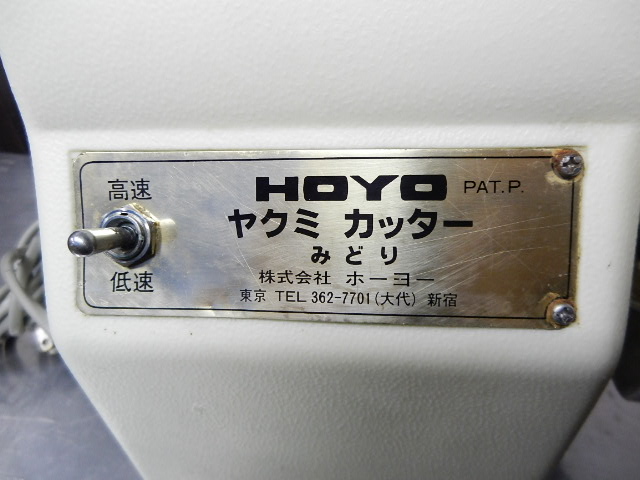 高速
HOYO PAT.P.
ヤクミ カッター
みどり
低速
株式会社 ホーヨー
東京 TEL 362-7701(大代)新宿